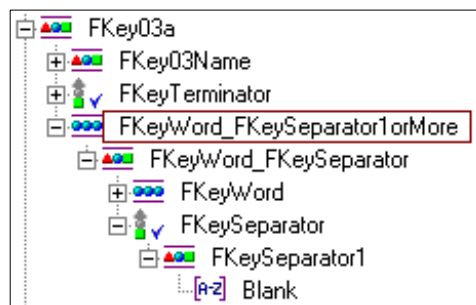 FKey03a
FKey03Name
FKeyTerminator
FKeyWord_FKeySeparator1orMore
FKeyWord_FKeySeparator
FKeyWord
FKeySeparator
FKeySeparator1
[A-Z] Blank